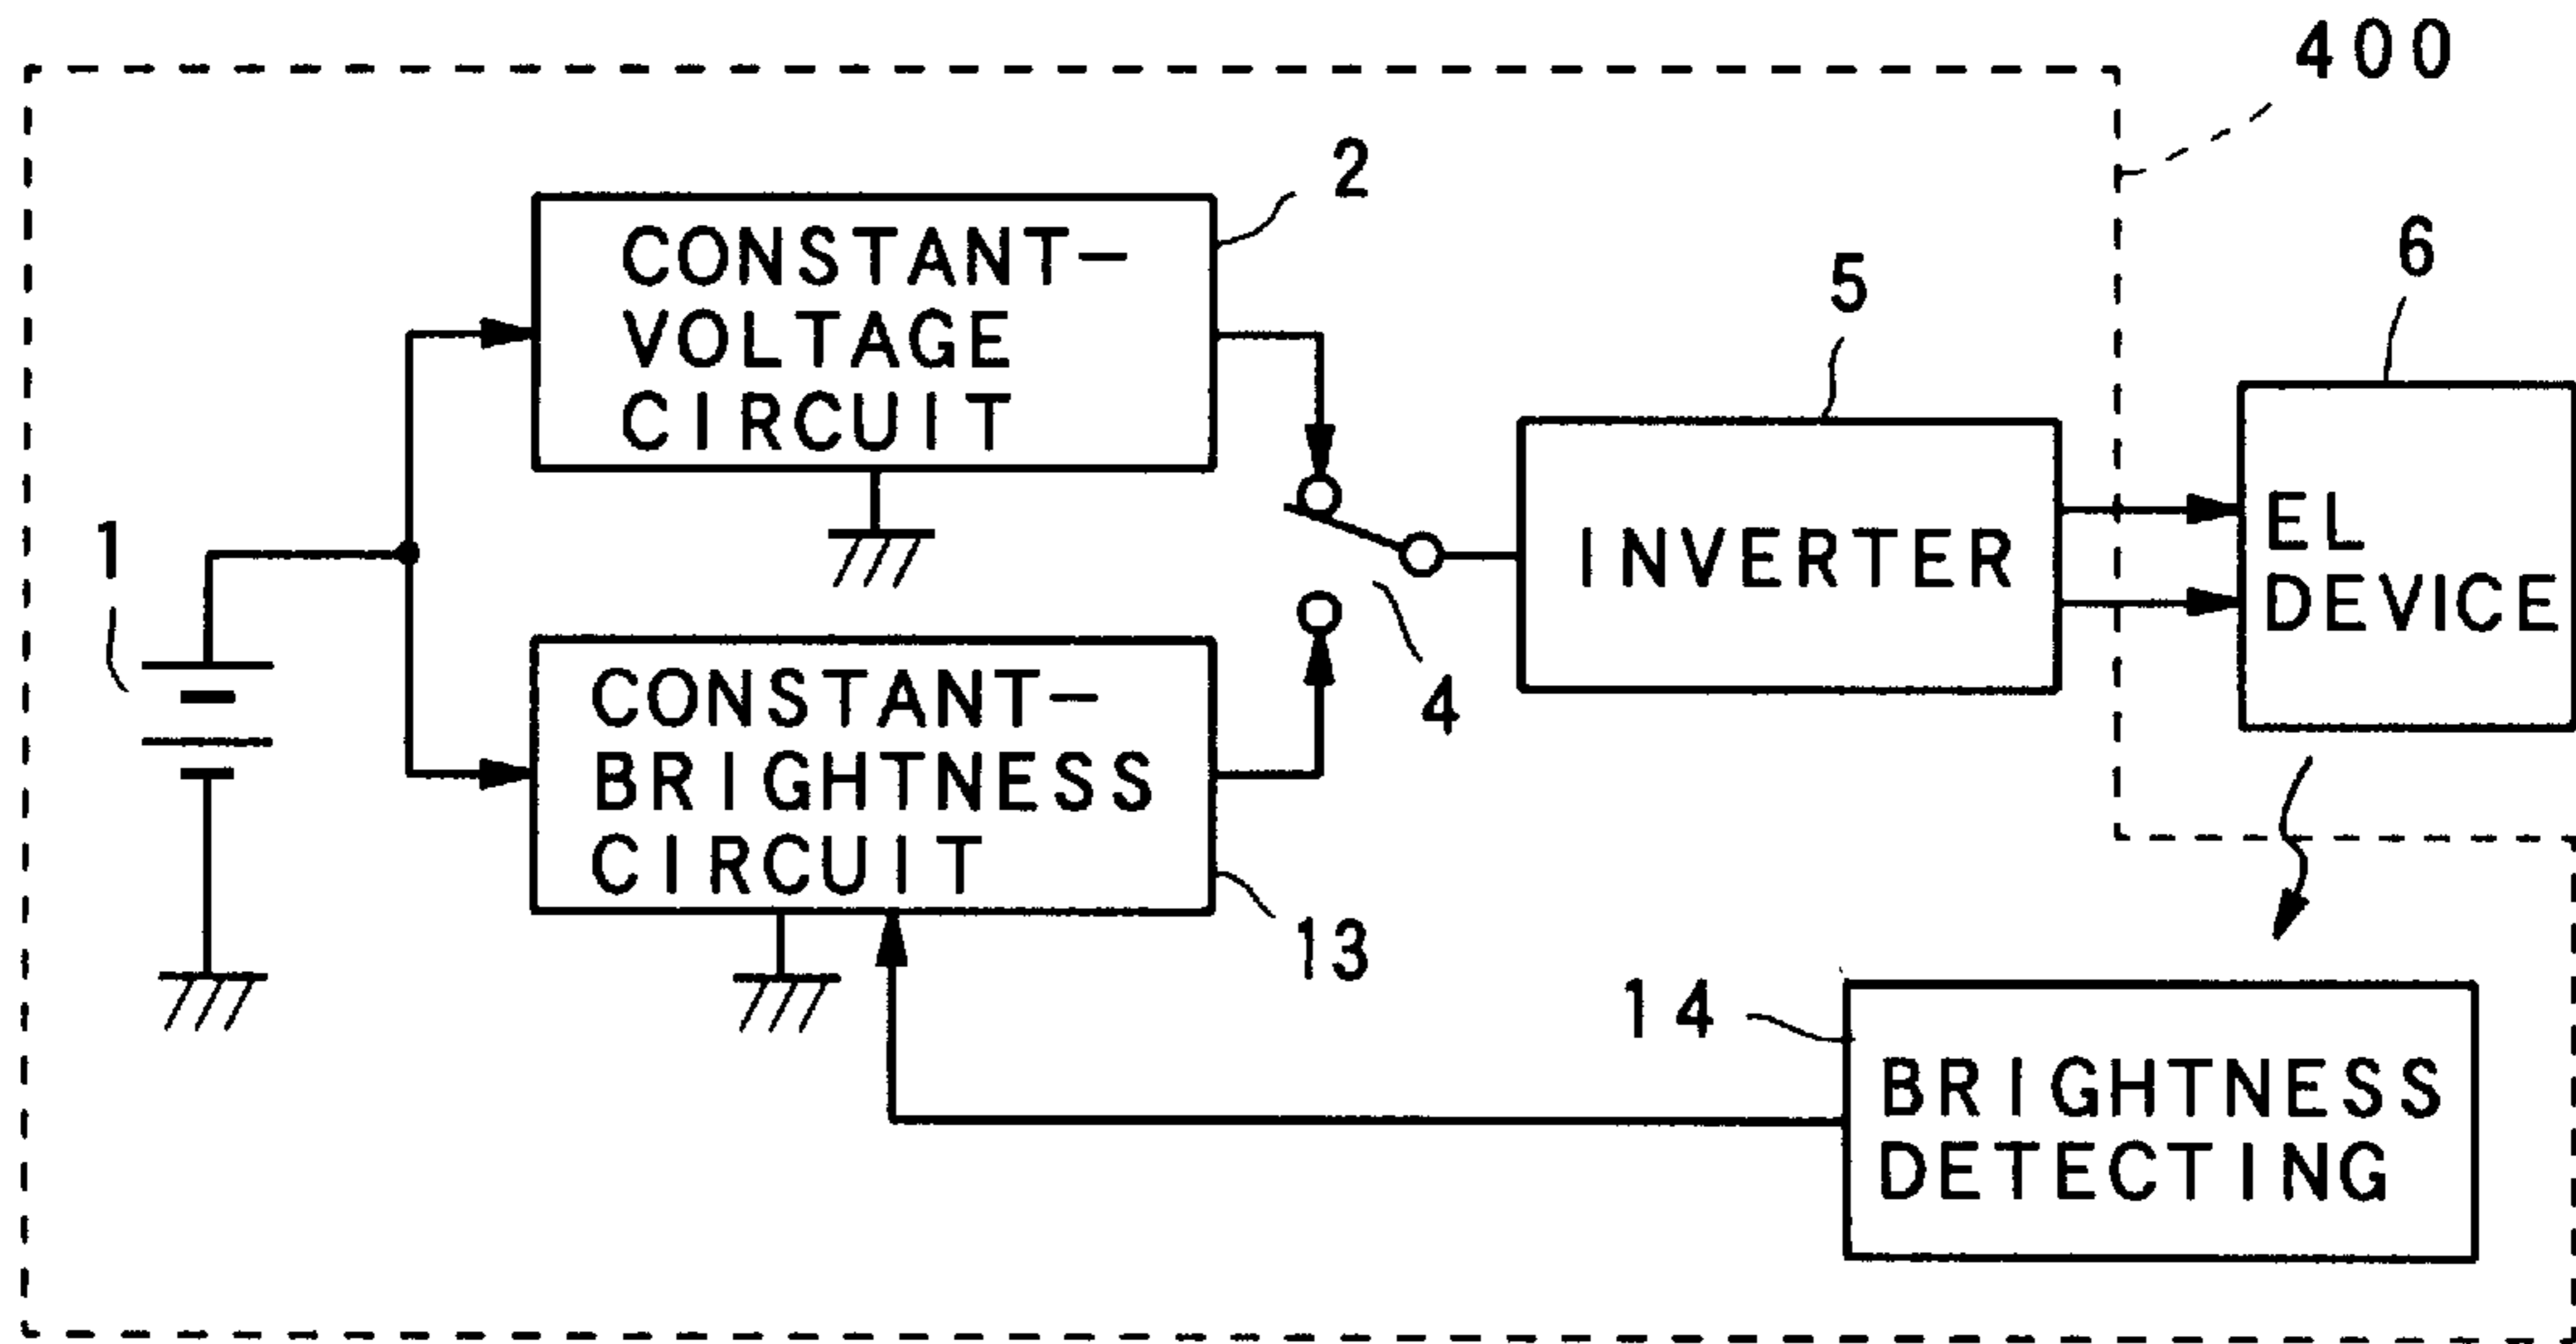 400
2
CONSTANT-
VOLTAGE
CIRCUIT
6
5
1
EL
DEVICE
INVERTER
4
CONSTANT-
BRIGHTNESS
CIRCUIT
13
14
BRIGHTNESS
DETECTING